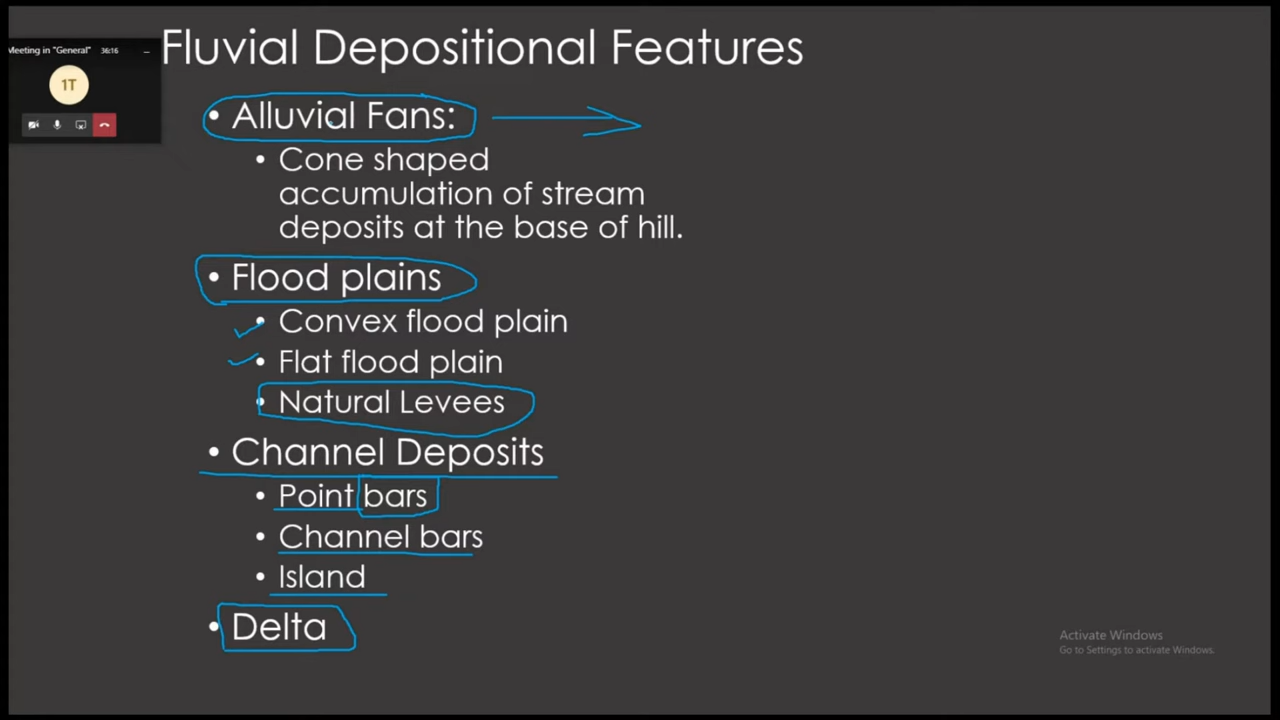 Fluvial Depositional Features
Meeting in "General" 36:16
1T
• Alluvial Fans:
• Cone shaped
accumulation of stream
deposits at the base of hill.
• Flood plains
• Convex flood plain
• Flat flood plain
• Natural Levees
• Channel Deposits
• Point bars
• Channel bars
• Island
• Delta
Activate Windows
Go to Settings to activate Windows.